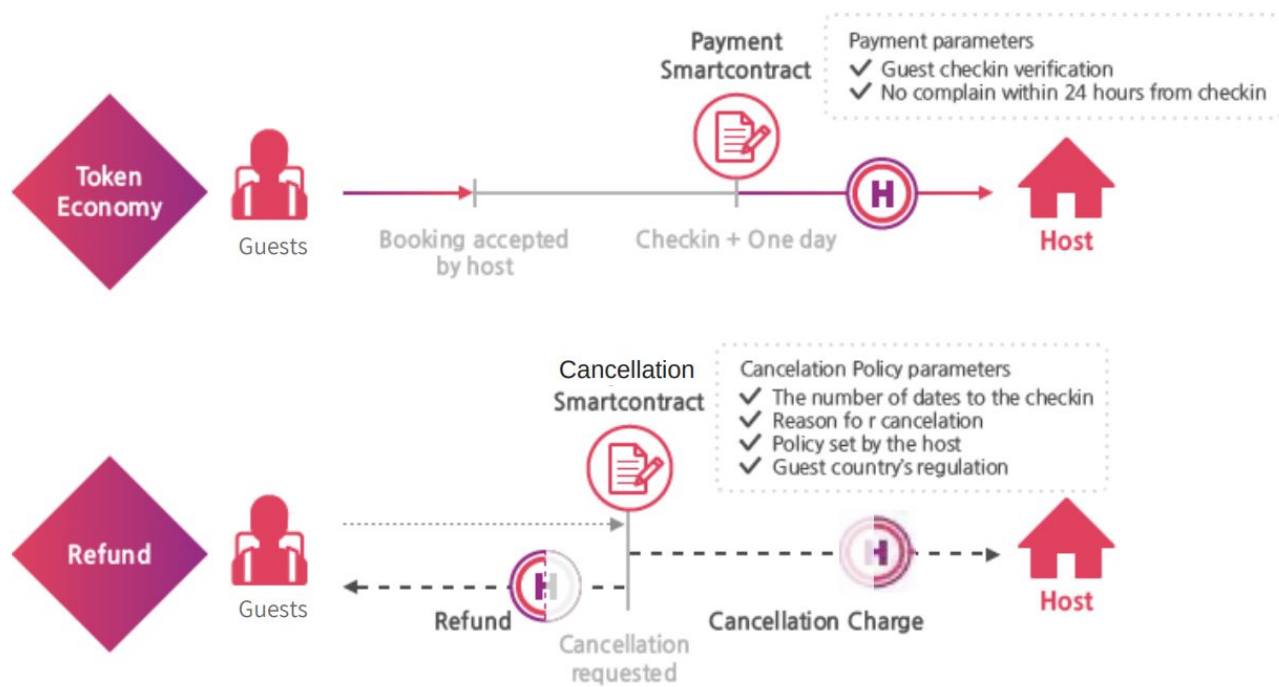 Payment
Smartcontract
Payment parameters
✓ Guest checkin verification
✓ No complain within 24 hours from checkin
Token
Economy
Guests
H
Booking accepted
by host
Checkin + One day
Host
Cancellation
Smartcontract
Cancelation Policy parameters
✓ The number of dates to the checkin
✓ Reason fo r cancelation
✓ Policy set by the host
✓ Guest country's regulation
Refund
Guests
H
H
Refund
Cancellation
requested
Cancellation Charge
Host